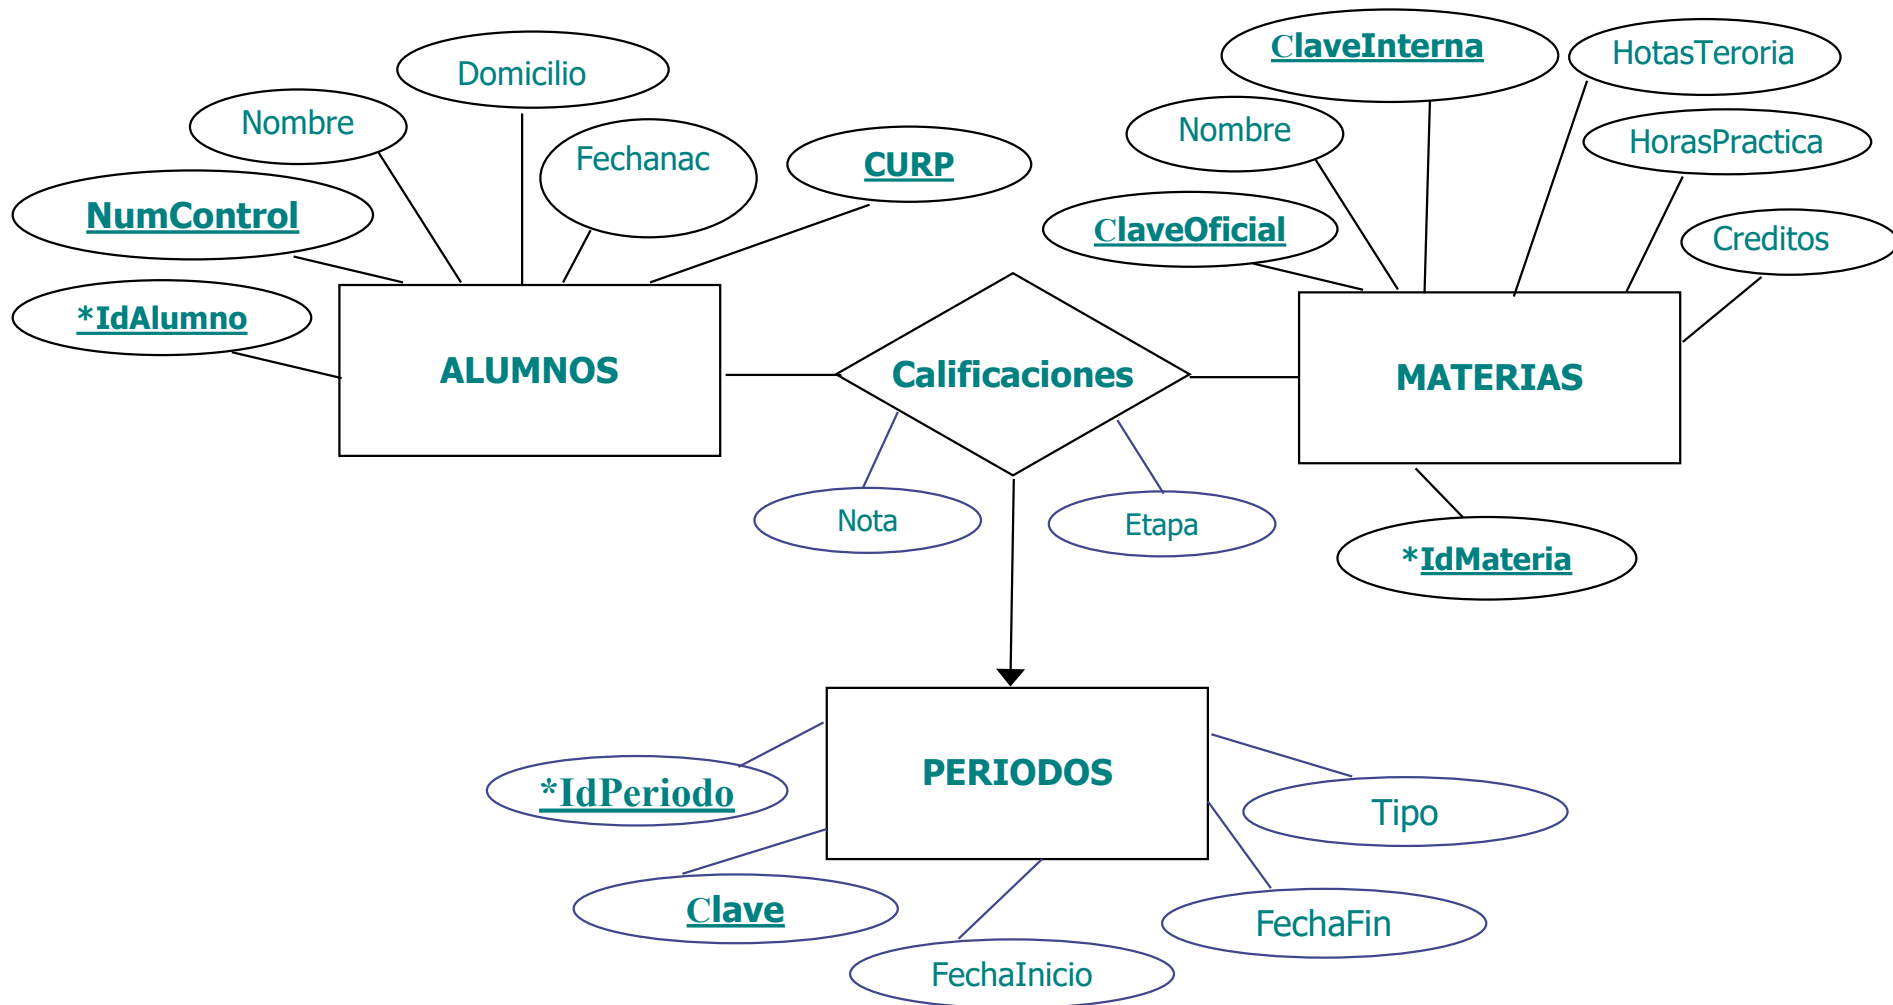 Domicilio
ClaveInterna
HotasTeroria
Nombre
Nombre
HorasPractica
Fechanac
CURP
NumControl
ClaveOficial
Creditos
*IdAlumno
ALUMNOS
Calificaciones
MATERIAS
Nota
Etapa
*IdMateria
PERIODOS
*IdPeriodo
Tipo
Clave
FechaFin
FechaInicio